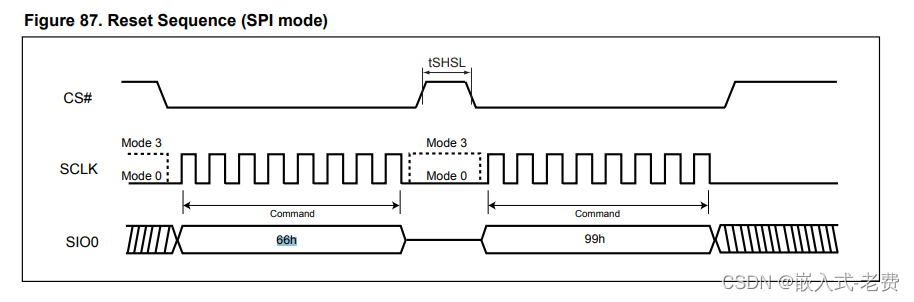 Figure 87. Reset Sequence (SPI mode)
tSHSL
CS#
Mode 3
Mode 3
SCLK
Mode 0
Mode 0
Command
Command
SIO0
66h
99h
CSDN @嵌入式-老费